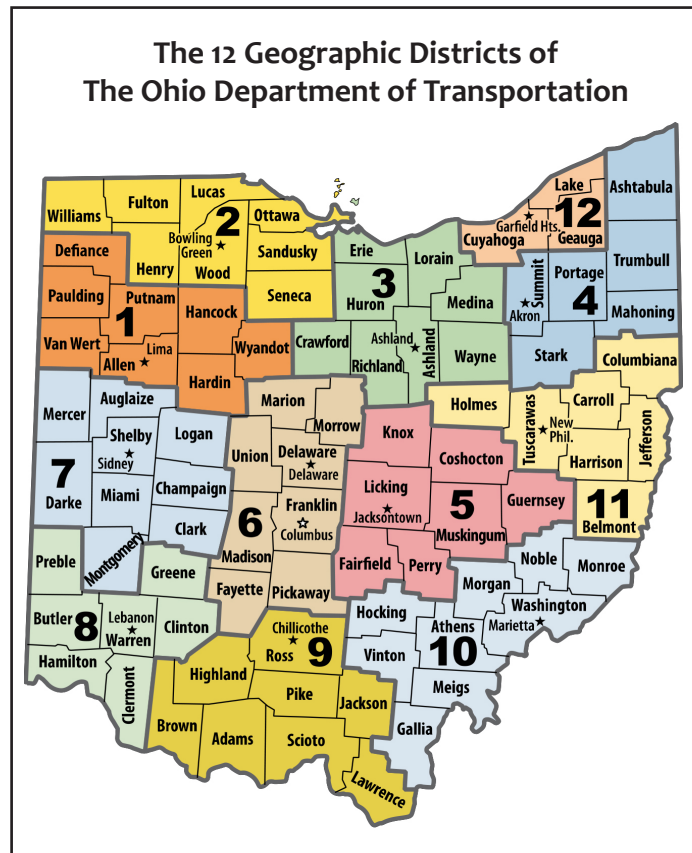 The 12 Geographic Districts of
The Ohio Department of Transportation
Williams
Fulton
Lucas
2
Bowling
Green
Ottawa
Henry
Wood
Sandusky
Seneca
Defiance
Paulding
Putnam
1
Hancock
Van Wert
Allen
Lima
Wyandot
Hardin
Erie
Lorain
3
Huron
Medina
Crawford
Richland
Ashland
Ashland
Wayne
Lake
12
Garfield Hts.
Cuyahoga
Geauga
Ashtabula
Summit
Portage
4
Akron
Trumbull
Mahoning
Stark
Columbiana
Holmes
Tuscarawas
New
Phil.
Carroll
Jefferson
Harrison
11
Belmont
Mercer
Auglaize
Shelby
Sidney
Logan
7
Darke
Miami
Champaign
Clark
Montgomery
Marion
Morrow
Union
Delaware
Delaware
Franklin
Columbus
6
Madison
Fayette
Pickaway
Knox
Coshocton
Licking
Jacksontown
5
Muskingum
Guernsey
Fairfield
Perry
Preble
Greene
Butler
8
Lebanon
Warren
Clinton
Hamilton
Clermont
Chillicothe
Ross
9
Highland
Pike
Jackson
Brown
Adams
Scioto
Lawrence
Noble
Monroe
Morgan
Washington
Marietta
Hocking
Athens
10
Vinton
Meigs
Gallia